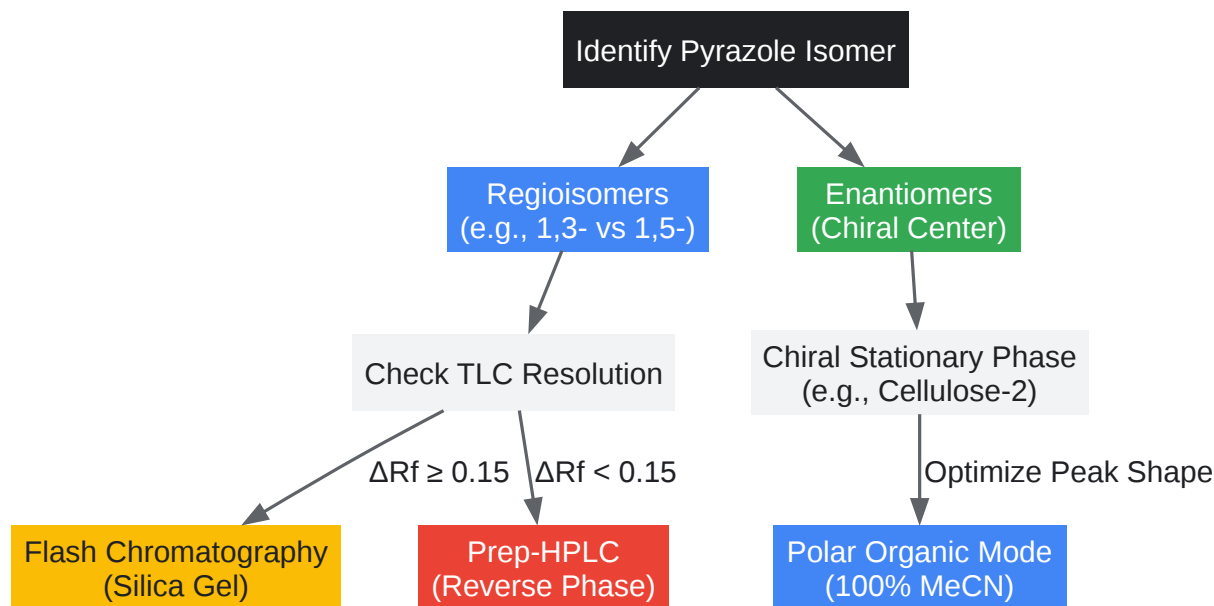 Identify Pyrazole Isomer
Regioisomers
(e.g., 1,3- vs 1,5-)
Enantiomers
(Chiral Center)
Check TLC Resolution
Chiral Stationary Phase
(e.g., Cellulose-2)
ΔRf ≥ 0.15
ΔRf < 0.15
Optimize Peak Shape
Flash Chromatography
(Silica Gel)
Prep-HPLC
(Reverse Phase)
Polar Organic Mode
(100% MeCN)